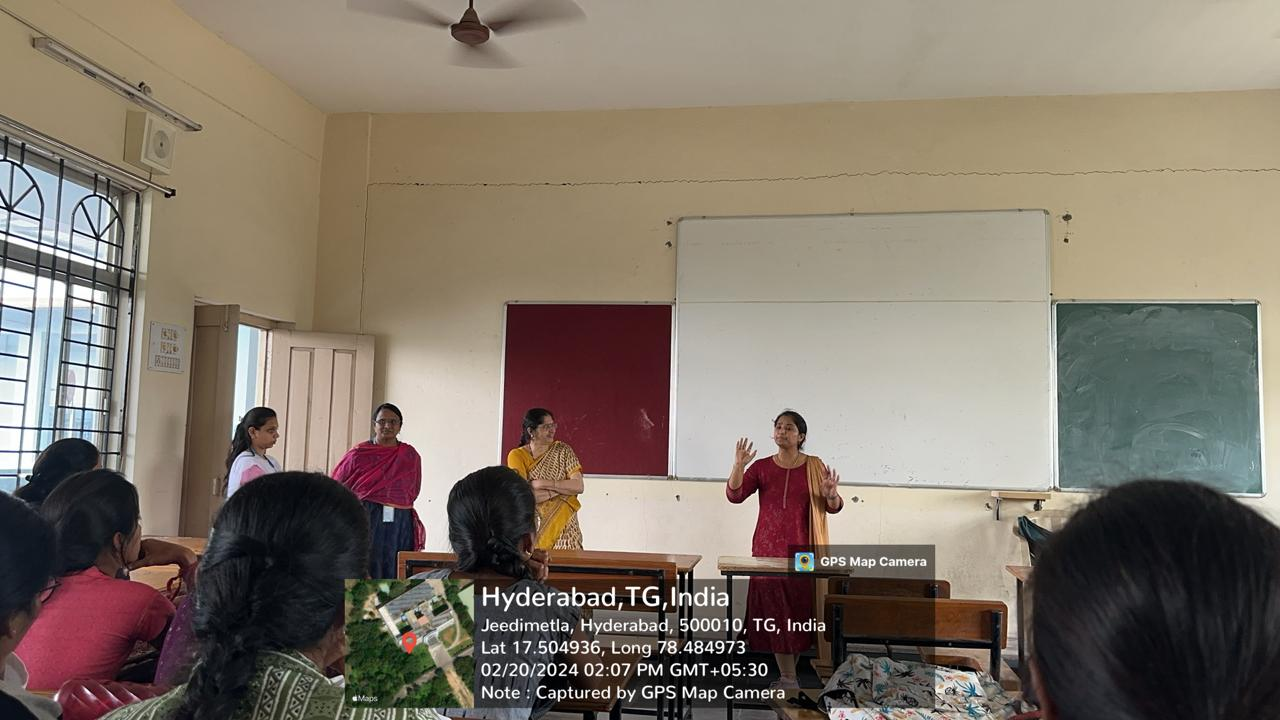 GPS Map Camera
Hyderabad,TG,India
Jeedimetla, Hyderabad, 500010, TG, India
Lat 17.504936, Long 78.484973
02/20/2024 02:07 PM GMT+05:30
Note : Captured by GPS Map Camera
Maps